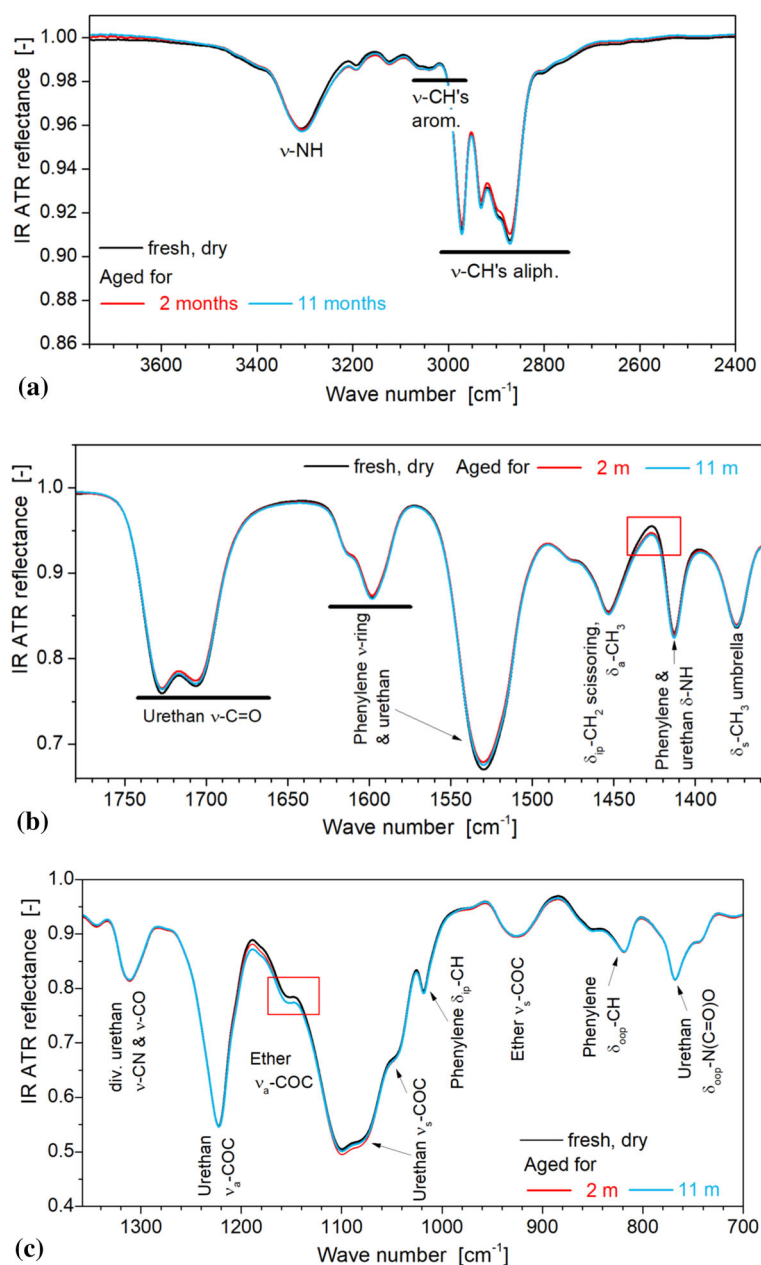 IR ATR reflectance [-]
1.00
0.98
0.96
0.94
0.92
0.90
0.88
0.86
ν-NH
ν-CH's
arom.
ν-CH's aliph.
fresh, dry
Aged for
2 months 11 months
3600 3400 3200 3000 2800 2600 2400
Wave number [cm⁻¹]
(a)
IR ATR reflectance [-]
fresh, dry Aged for 2 m 11 m
1.0
0.9
0.8
0.7
Urethan ν-C=O
Phenylene ν-ring
& urethan
δip-CH2 scissoring,
δa-CH3
Phenylene &
urethan δ-NH
δs-CH3 umbrella
1750 1700 1650 1600 1550 1500 1450 1400
Wave number [cm⁻¹]
(b)
IR ATR reflectance [-]
1.0
0.9
0.8
0.7
0.6
0.5
0.4
div. urethan
ν-CN & ν-CO
Urethan
νa-COC
Ether
νa-COC
Urethan νs-COC
Phenylene δip-CH
Ether νs-COC
Phenylene
δoop-CH
Urethan
δoop-N(C=O)O
fresh, dry
Aged for
2 m 11 m
1300 1200 1100 1000 900 800 700
Wave number [cm⁻¹]
(c)